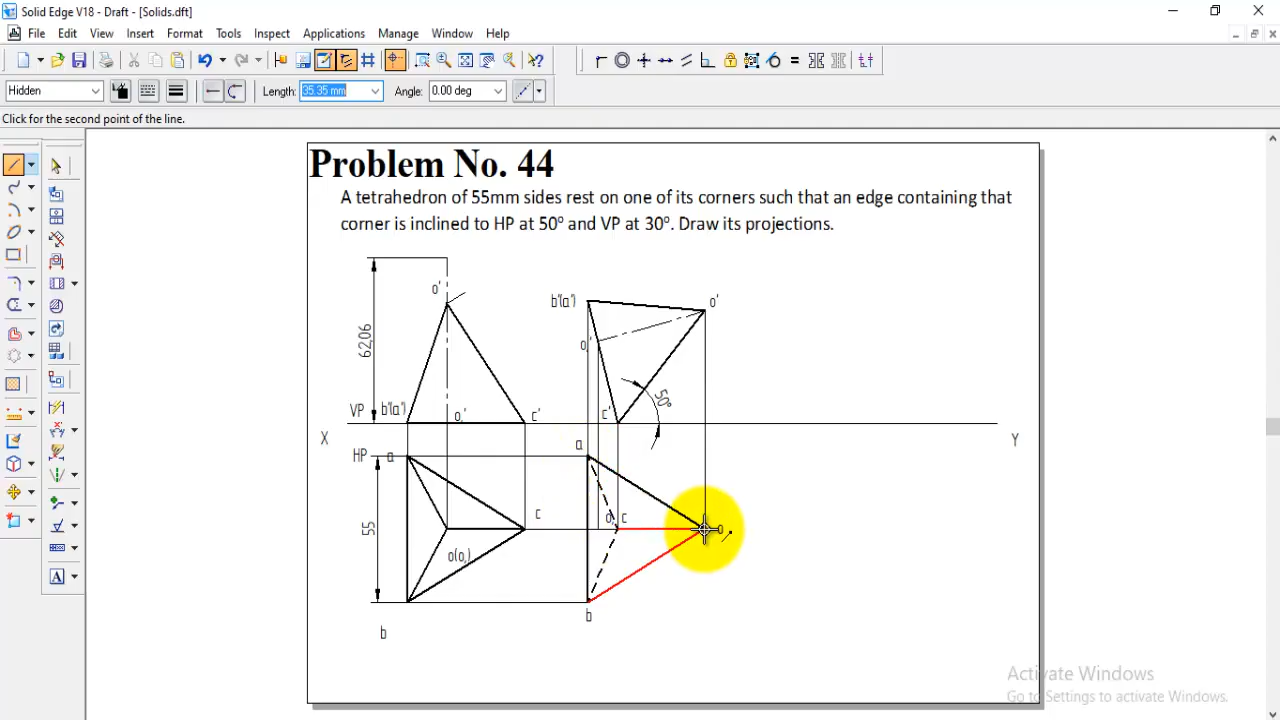 Solid Edge V18 - Draft - [Solids.dft]
File Edit View Insert Format Tools Inspect Applications Manage Window Help
Hidden Length: 35.35 mm Angle: 0.00 deg
Click for the second point of the line.
Problem No. 44
A tetrahedron of 55mm sides rest on one of its corners such that an edge containing that
corner is inclined to HP at 50º and VP at 30º. Draw its projections.
o' b'(a') o'
62,06
o,'
50°
VP b'(a') o,' c' c'
X Y
HP a a
55
c o, c o
o(o,)
b
b
Activate Windows
Go to Settings to activate Windows.